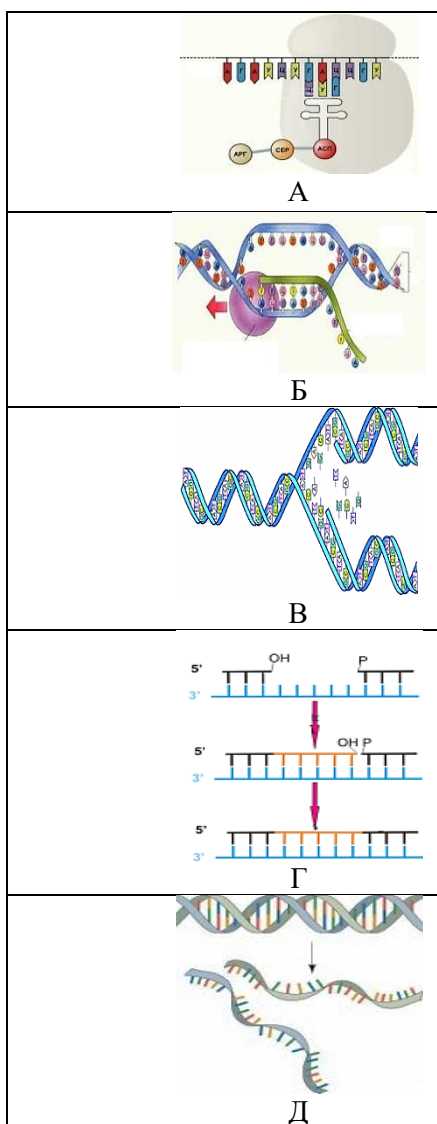 А Г А У Ц У Г А Ц Ц Г У
Ц У Г
АРГ СЕР АСП
А
Б
В
OH P
5'
3'
OH P
5'
3'
5'
3'
Г
Д